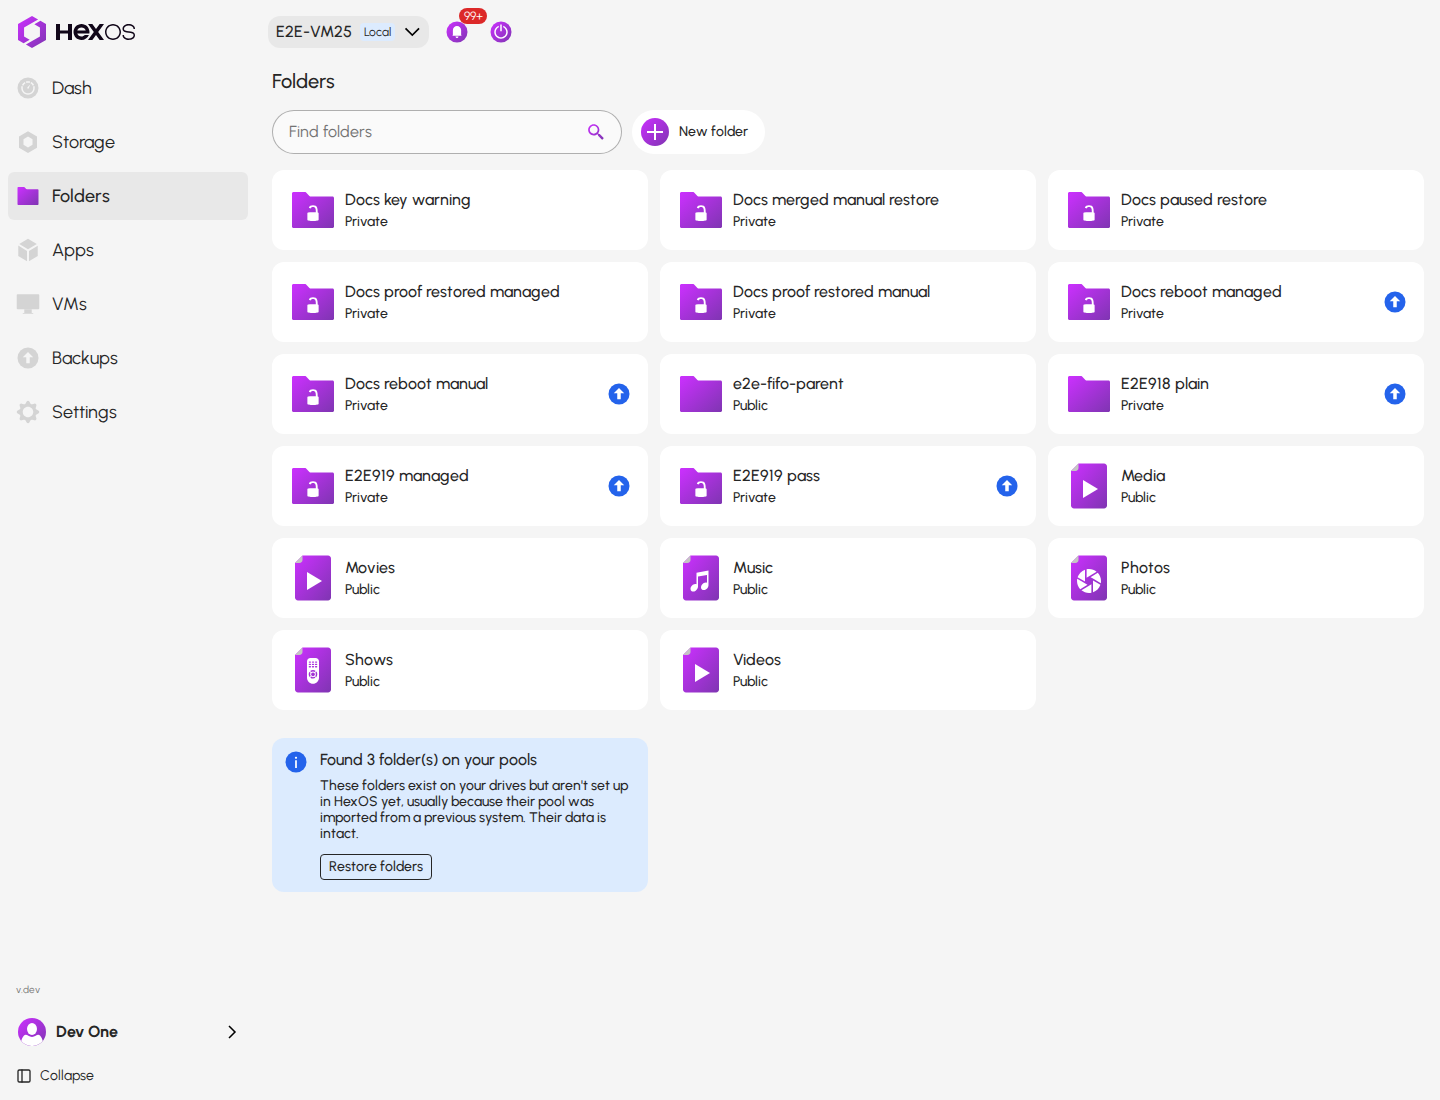 HexOS
E2E-VM25 Local
99+
Dash
Storage
Folders
Apps
VMs
Backups
Settings
Folders
Find folders
New folder
Docs key warning
Private
Docs merged manual restore
Private
Docs paused restore
Private
Docs proof restored managed
Private
Docs proof restored manual
Private
Docs reboot managed
Private
Docs reboot manual
Private
e2e-fifo-parent
Public
E2E918 plain
Private
E2E919 managed
Private
E2E919 pass
Private
Media
Public
Movies
Public
Music
Public
Photos
Public
Shows
Public
Videos
Public
Found 3 folder(s) on your pools
These folders exist on your drives but aren't set up
in HexOS yet, usually because their pool was
imported from a previous system. Their data is
intact.
Restore folders
v.dev
Dev One
Collapse